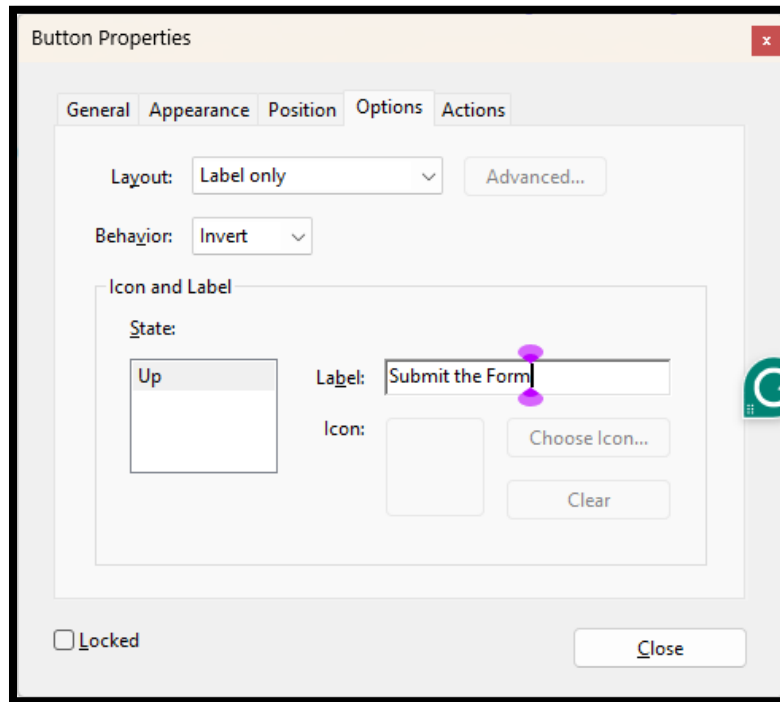 Button Properties
x
General Appearance Position Options Actions
Layout: Label only Advanced...
Behavior: Invert
Icon and Label
State:
Up
Label: Submit the Form
Icon:
Choose Icon...
Clear
Locked
Close